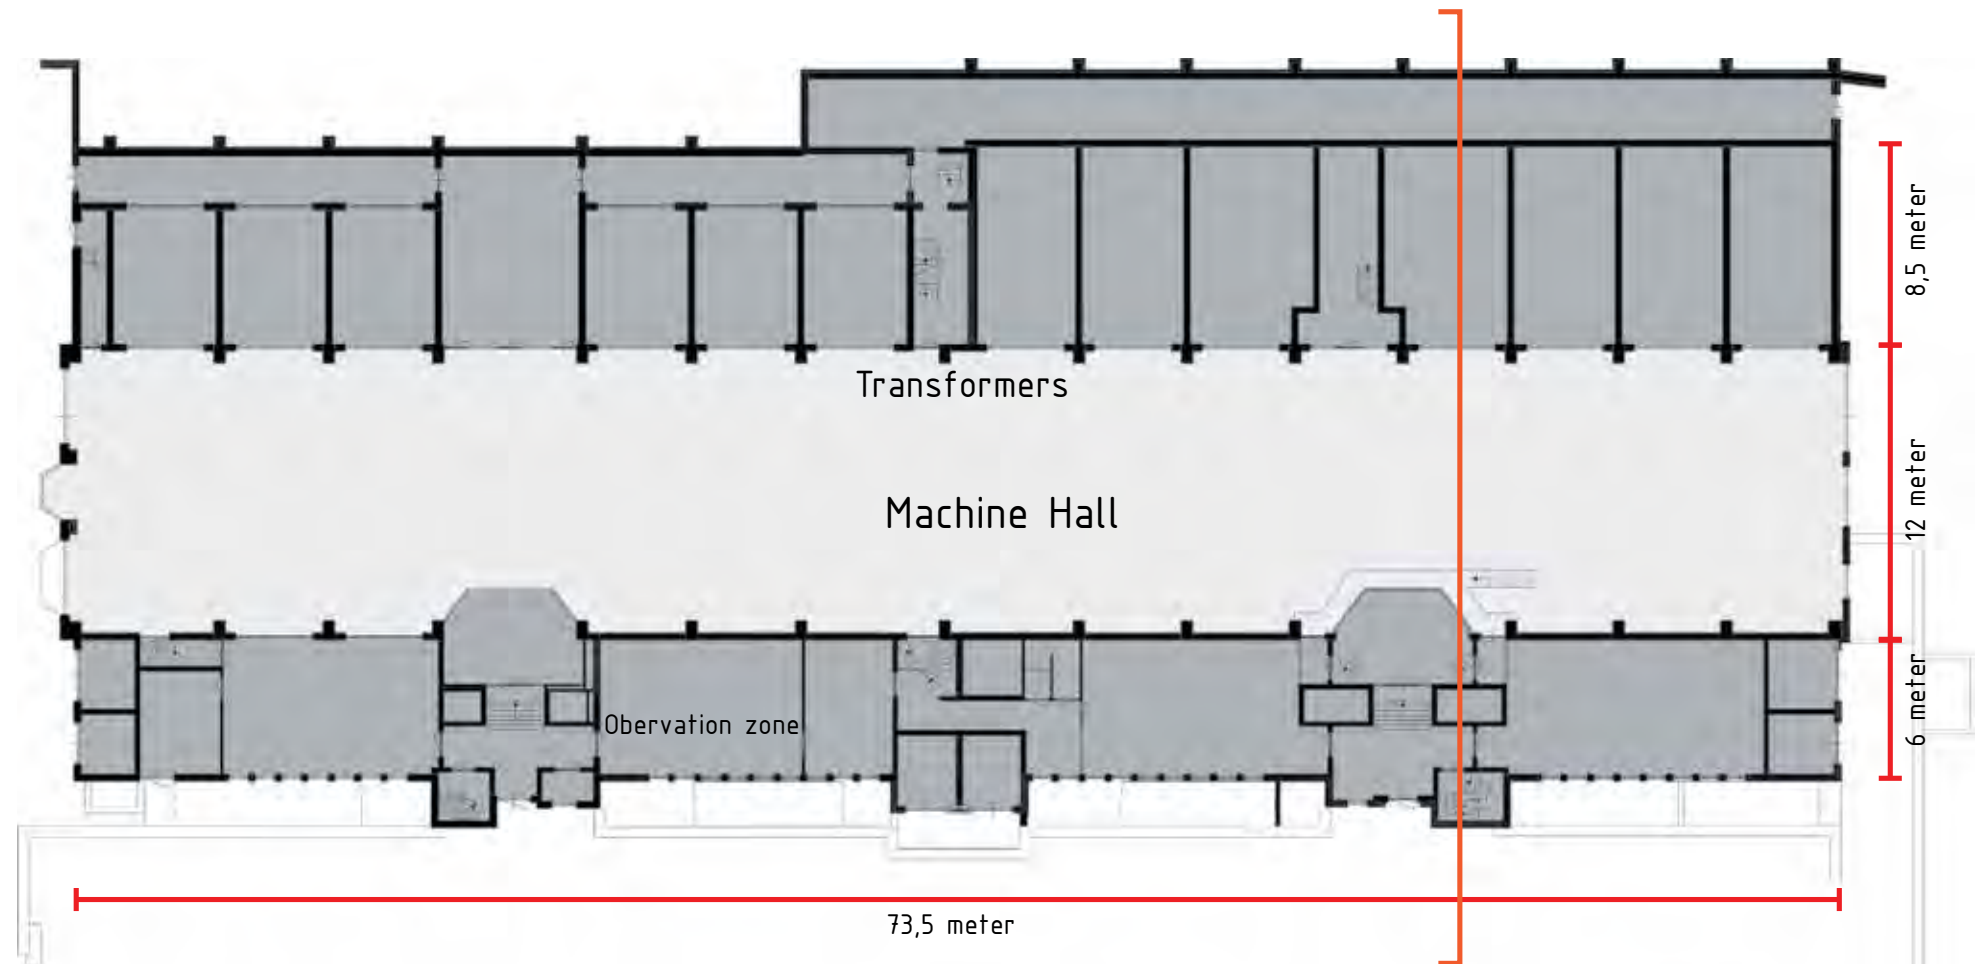 8,5 meter
Transformers
12 meter
Machine Hall
6 meter
Obervation zone
73,5 meter